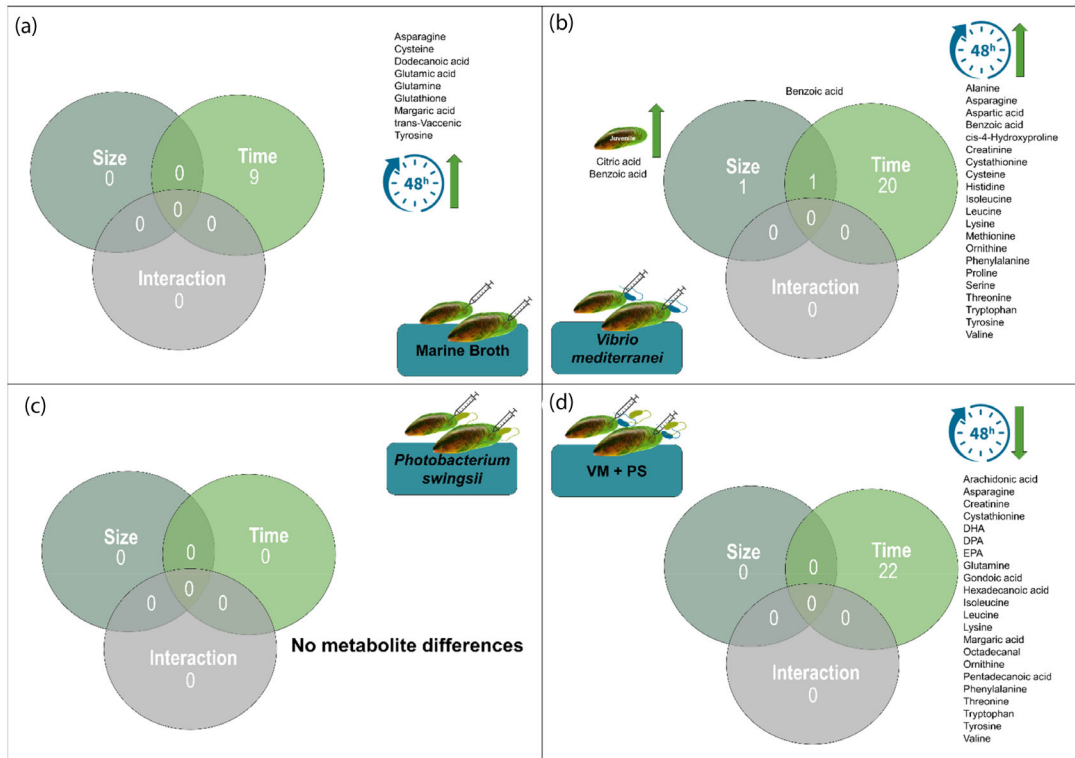 (a)
Asparagine
Cysteine
Dodecanoic acid
Glutamic acid
Glutamine
Glutathione
Margaric acid
trans-Vaccenic
Tyrosine
48h
Size
0
Time
9
0
0
0
0
Interaction
0
Marine Broth
(b)
48h
Juvenile
Citric acid
Benzoic acid
Benzoic acid
Size
1
1
Time
20
0
0
0
Interaction
0
Alanine
Asparagine
Aspartic acid
Benzoic acid
cis-4-Hydroxyproline
Creatinine
Cystathionine
Cysteine
Histidine
Isoleucine
Leucine
Lysine
Methionine
Ornithine
Phenylalanine
Proline
Serine
Threonine
Tryptophan
Tyrosine
Valine
Vibrio
mediterranei
(c)
Photobacterium
swingsii
Size
0
0
Time
0
0
0
0
Interaction
0
No metabolite differences
(d)
VM + PS
48h
Size
0
0
Time
22
0
0
0
Interaction
0
Arachidonic acid
Asparagine
Creatinine
Cystathionine
DHA
DPA
EPA
Glutamine
Gondoic acid
Hexadecanoic acid
Isoleucine
Leucine
Lysine
Margaric acid
Octadecanal
Ornithine
Pentadecanoic acid
Phenylalanine
Threonine
Tryptophan
Tyrosine
Valine